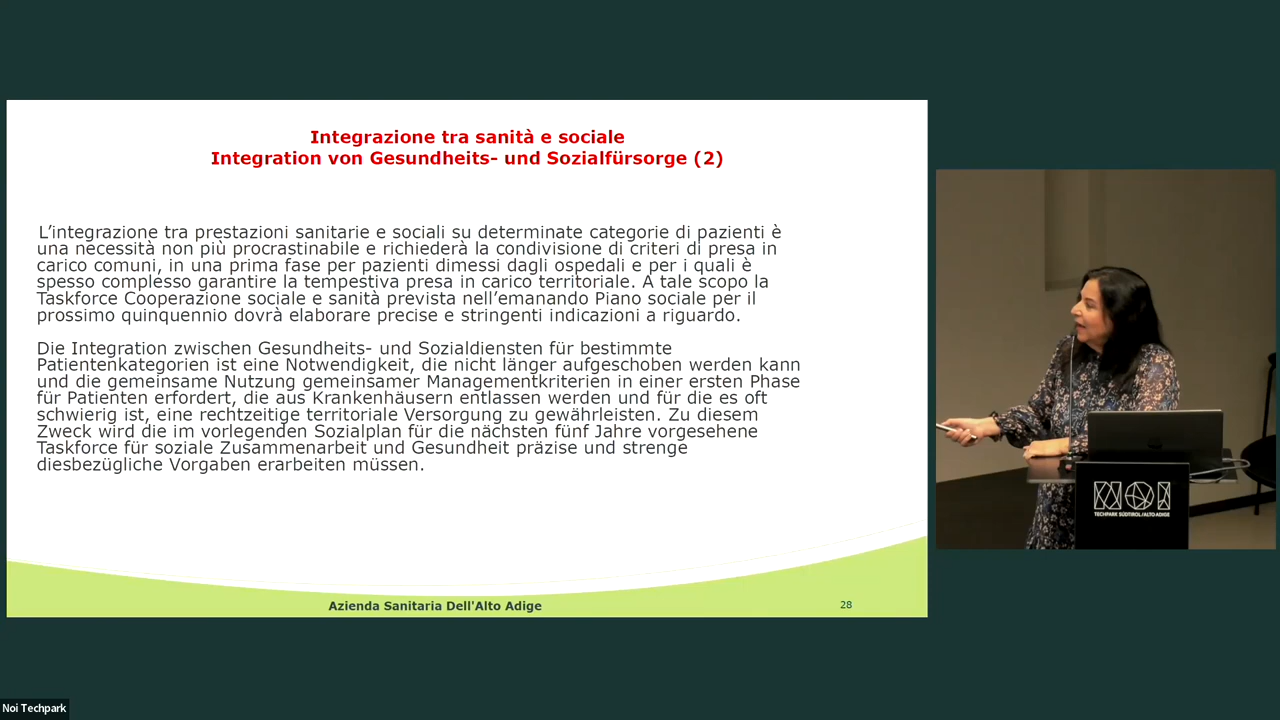 Integrazione tra sanità e sociale
Integration von Gesundheits- und Sozialfürsorge (2)
L’integrazione tra prestazioni sanitarie e sociali su determinate categorie di pazienti è
una necessità non più procrastinabile e richiederà la condivisione di criteri di presa in
carico comuni, in una prima fase per pazienti dimessi dagli ospedali e per i quali è
spesso complesso garantire la tempestiva presa in carico territoriale. A tale scopo la
Taskforce Cooperazione sociale e sanità prevista nell’emanando Piano sociale per il
prossimo quinquennio dovrà elaborare precise e stringenti indicazioni a riguardo.
Die Integration zwischen Gesundheits- und Sozialdiensten für bestimmte
Patientenkategorien ist eine Notwendigkeit, die nicht länger aufgeschoben werden kann
und die gemeinsame Nutzung gemeinsamer Managementkriterien in einer ersten Phase
für Patienten erfordert, die aus Krankenhäusern entlassen werden und für die es oft
schwierig ist, eine rechtzeitige territoriale Versorgung zu gewährleisten. Zu diesem
Zweck wird die im vorlegenden Sozialplan für die nächsten fünf Jahre vorgesehene
Taskforce für soziale Zusammenarbeit und Gesundheit präzise und strenge
diesbezügliche Vorgaben erarbeiten müssen.
Azienda Sanitaria Dell'Alto Adige
28
NOI
TECHPARK SÜDTIROL/ALTO ADIGE
Noi Techpark